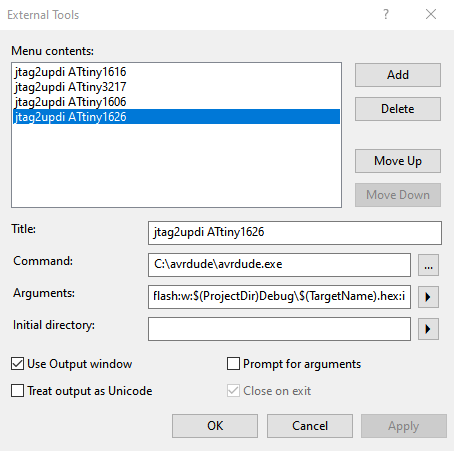 External Tools ? ×
Menu contents:
jtag2updi ATtiny1616
jtag2updi ATtiny3217
jtag2updi ATtiny1606
jtag2updi ATtiny1626
Add
Delete
Move Up
Move Down
Title: jtag2updi ATtiny1626
Command: C:\avrdude\avrdude.exe ...
Arguments: flash:w:$(ProjectDir)Debug\$(TargetName).hex:i
Initial directory:
Use Output window Prompt for arguments
Treat output as Unicode Close on exit
OK Cancel Apply